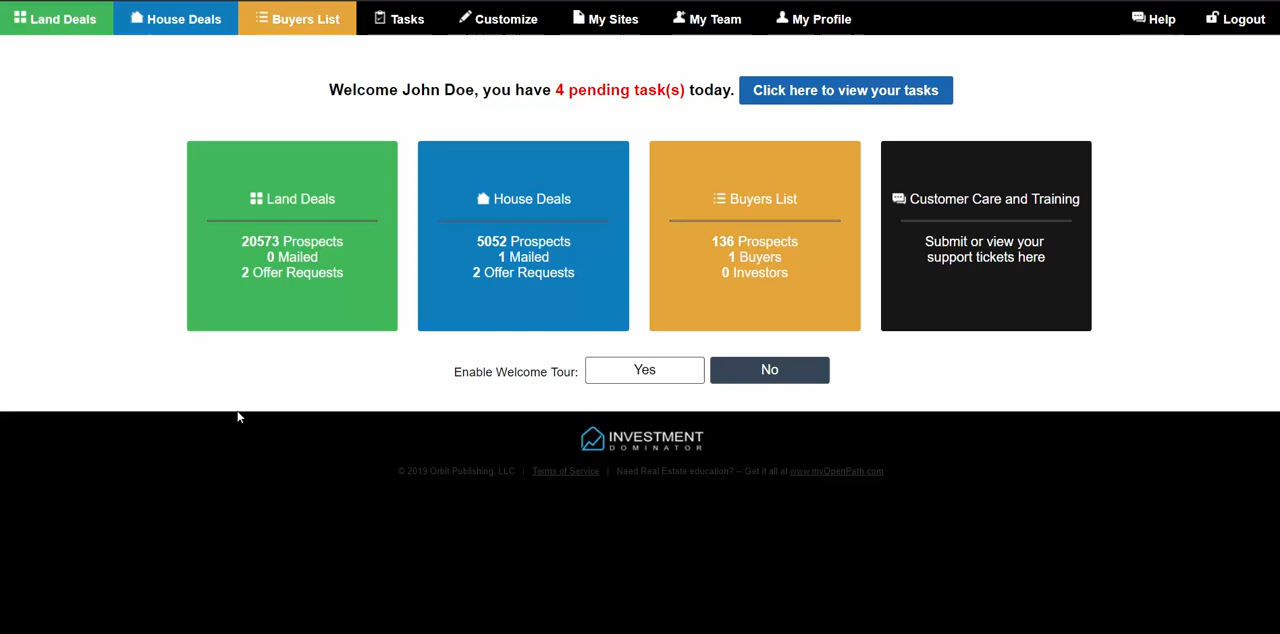 Land Deals House Deals Buyers List Tasks Customize My Sites My Team My Profile Help Logout
Welcome John Doe, you have 4 pending task(s) today. Click here to view your tasks
Land Deals
20573 Prospects
0 Mailed
2 Offer Requests
House Deals
5052 Prospects
1 Mailed
2 Offer Requests
Buyers List
136 Prospects
1 Buyers
0 Investors
Customer Care and Training
Submit or view your
support tickets here
Enable Welcome Tour: Yes No
INVESTMENT
DOMINATOR
© 2019 Orbit Publishing, LLC | Terms of Service | Need Real Estate education? -- Get it all at www.myOpenPath.com